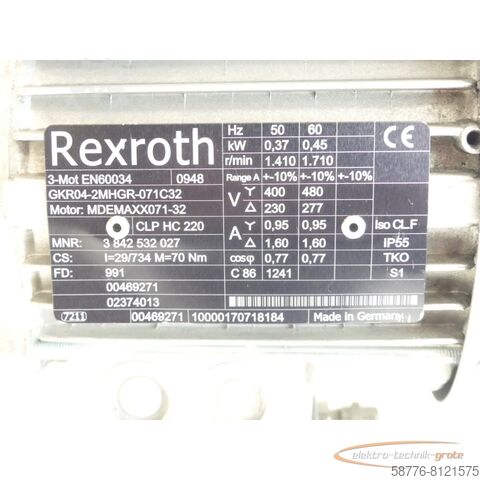 Rexroth
3-Mot EN60034 0948
GKR04-2MHGR-071C32
Motor: MDEMAXX071-32
CLP HC 220
MNR: 3 842 532 027
CS: I=29/734 M=70 Nm
FD: 991
00469271
02374013
7211 00469271 10000170718184 Made in Germany
Hz 50 60
kW 0,37 0,45
r/min 1.410 1.710
Range A +-10% +-10% +-10%
V Y 400 480
△ 230 277
A Y 0,95 0,95
△ 1,60 1,60
cosφ 0,77 0,77
C 86 1241
CE
Iso CL.F
IP55
TKO
S1
elektro-technik-grote
58776-8121575